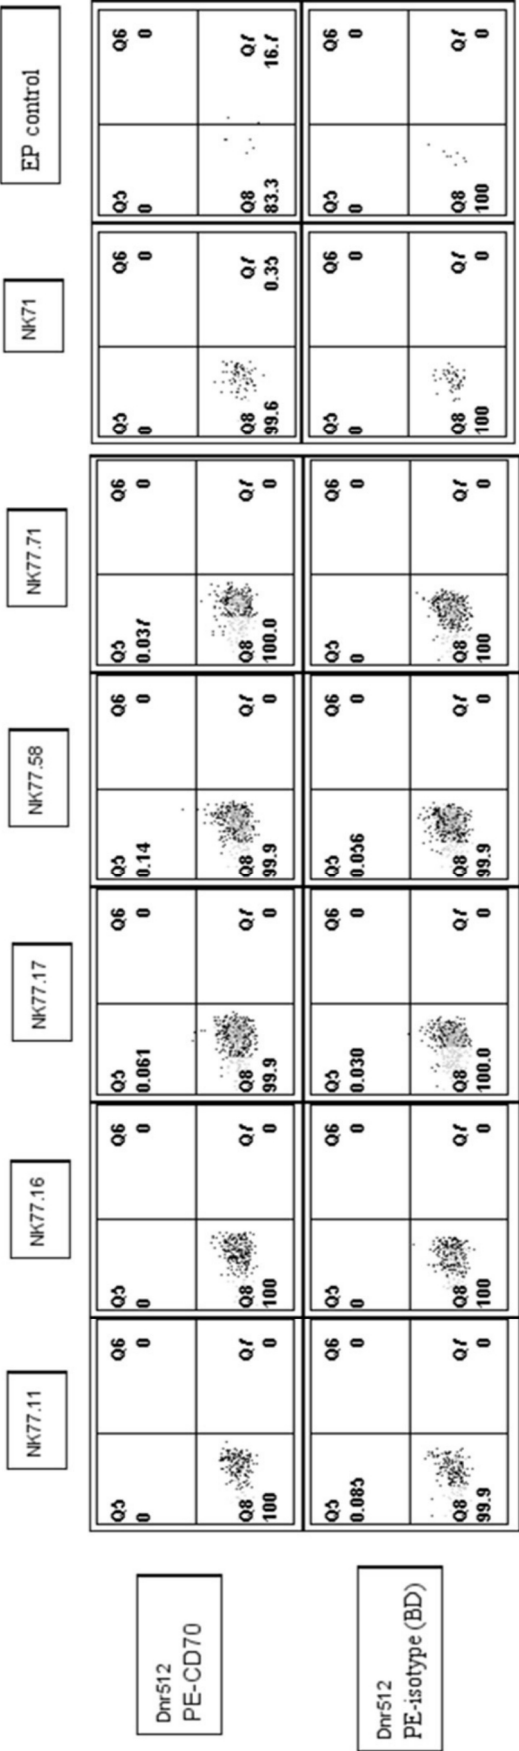 NK77.11
NK77.16
NK77.17
NK77.58
NK77.71
NK71
EP control
Dnr512
PE-CD70
Q5 Q6
0 0
Q8 Q7
100 0
Q5 Q6
0 0
Q8 Q7
100 0
Q5 Q6
0.061 0
Q8 Q7
99.9 0
Q5 Q6
0.14 0
Q8 Q7
99.9 0
Q5 Q6
0.037 0
Q8 Q7
100.0 0
Q5 Q6
0 0
Q8 Q7
99.6 0.35
Q5 Q6
0 0
Q8 Q7
83.3 16.7
Dnr512
PE-isotype (BD)
Q5 Q6
0.085 0
Q8 Q7
99.9 0
Q5 Q6
0 0
Q8 Q7
100 0
Q5 Q6
0.030 0
Q8 Q7
100.0 0
Q5 Q6
0.056 0
Q8 Q7
99.9 0
Q5 Q6
0 0
Q8 Q7
100 0
Q5 Q6
0 0
Q8 Q7
100 0
Q5 Q6
0 0
Q8 Q7
100 0